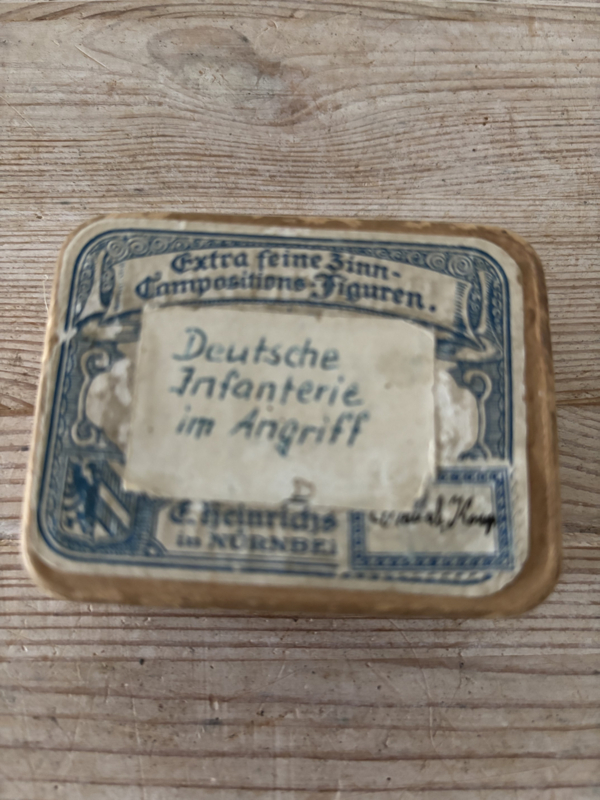 Extra feine Zinn-
Compositions-Figuren.
Deutsche
Infanterie
im Angriff
Heinrichs
in NÜRNBE